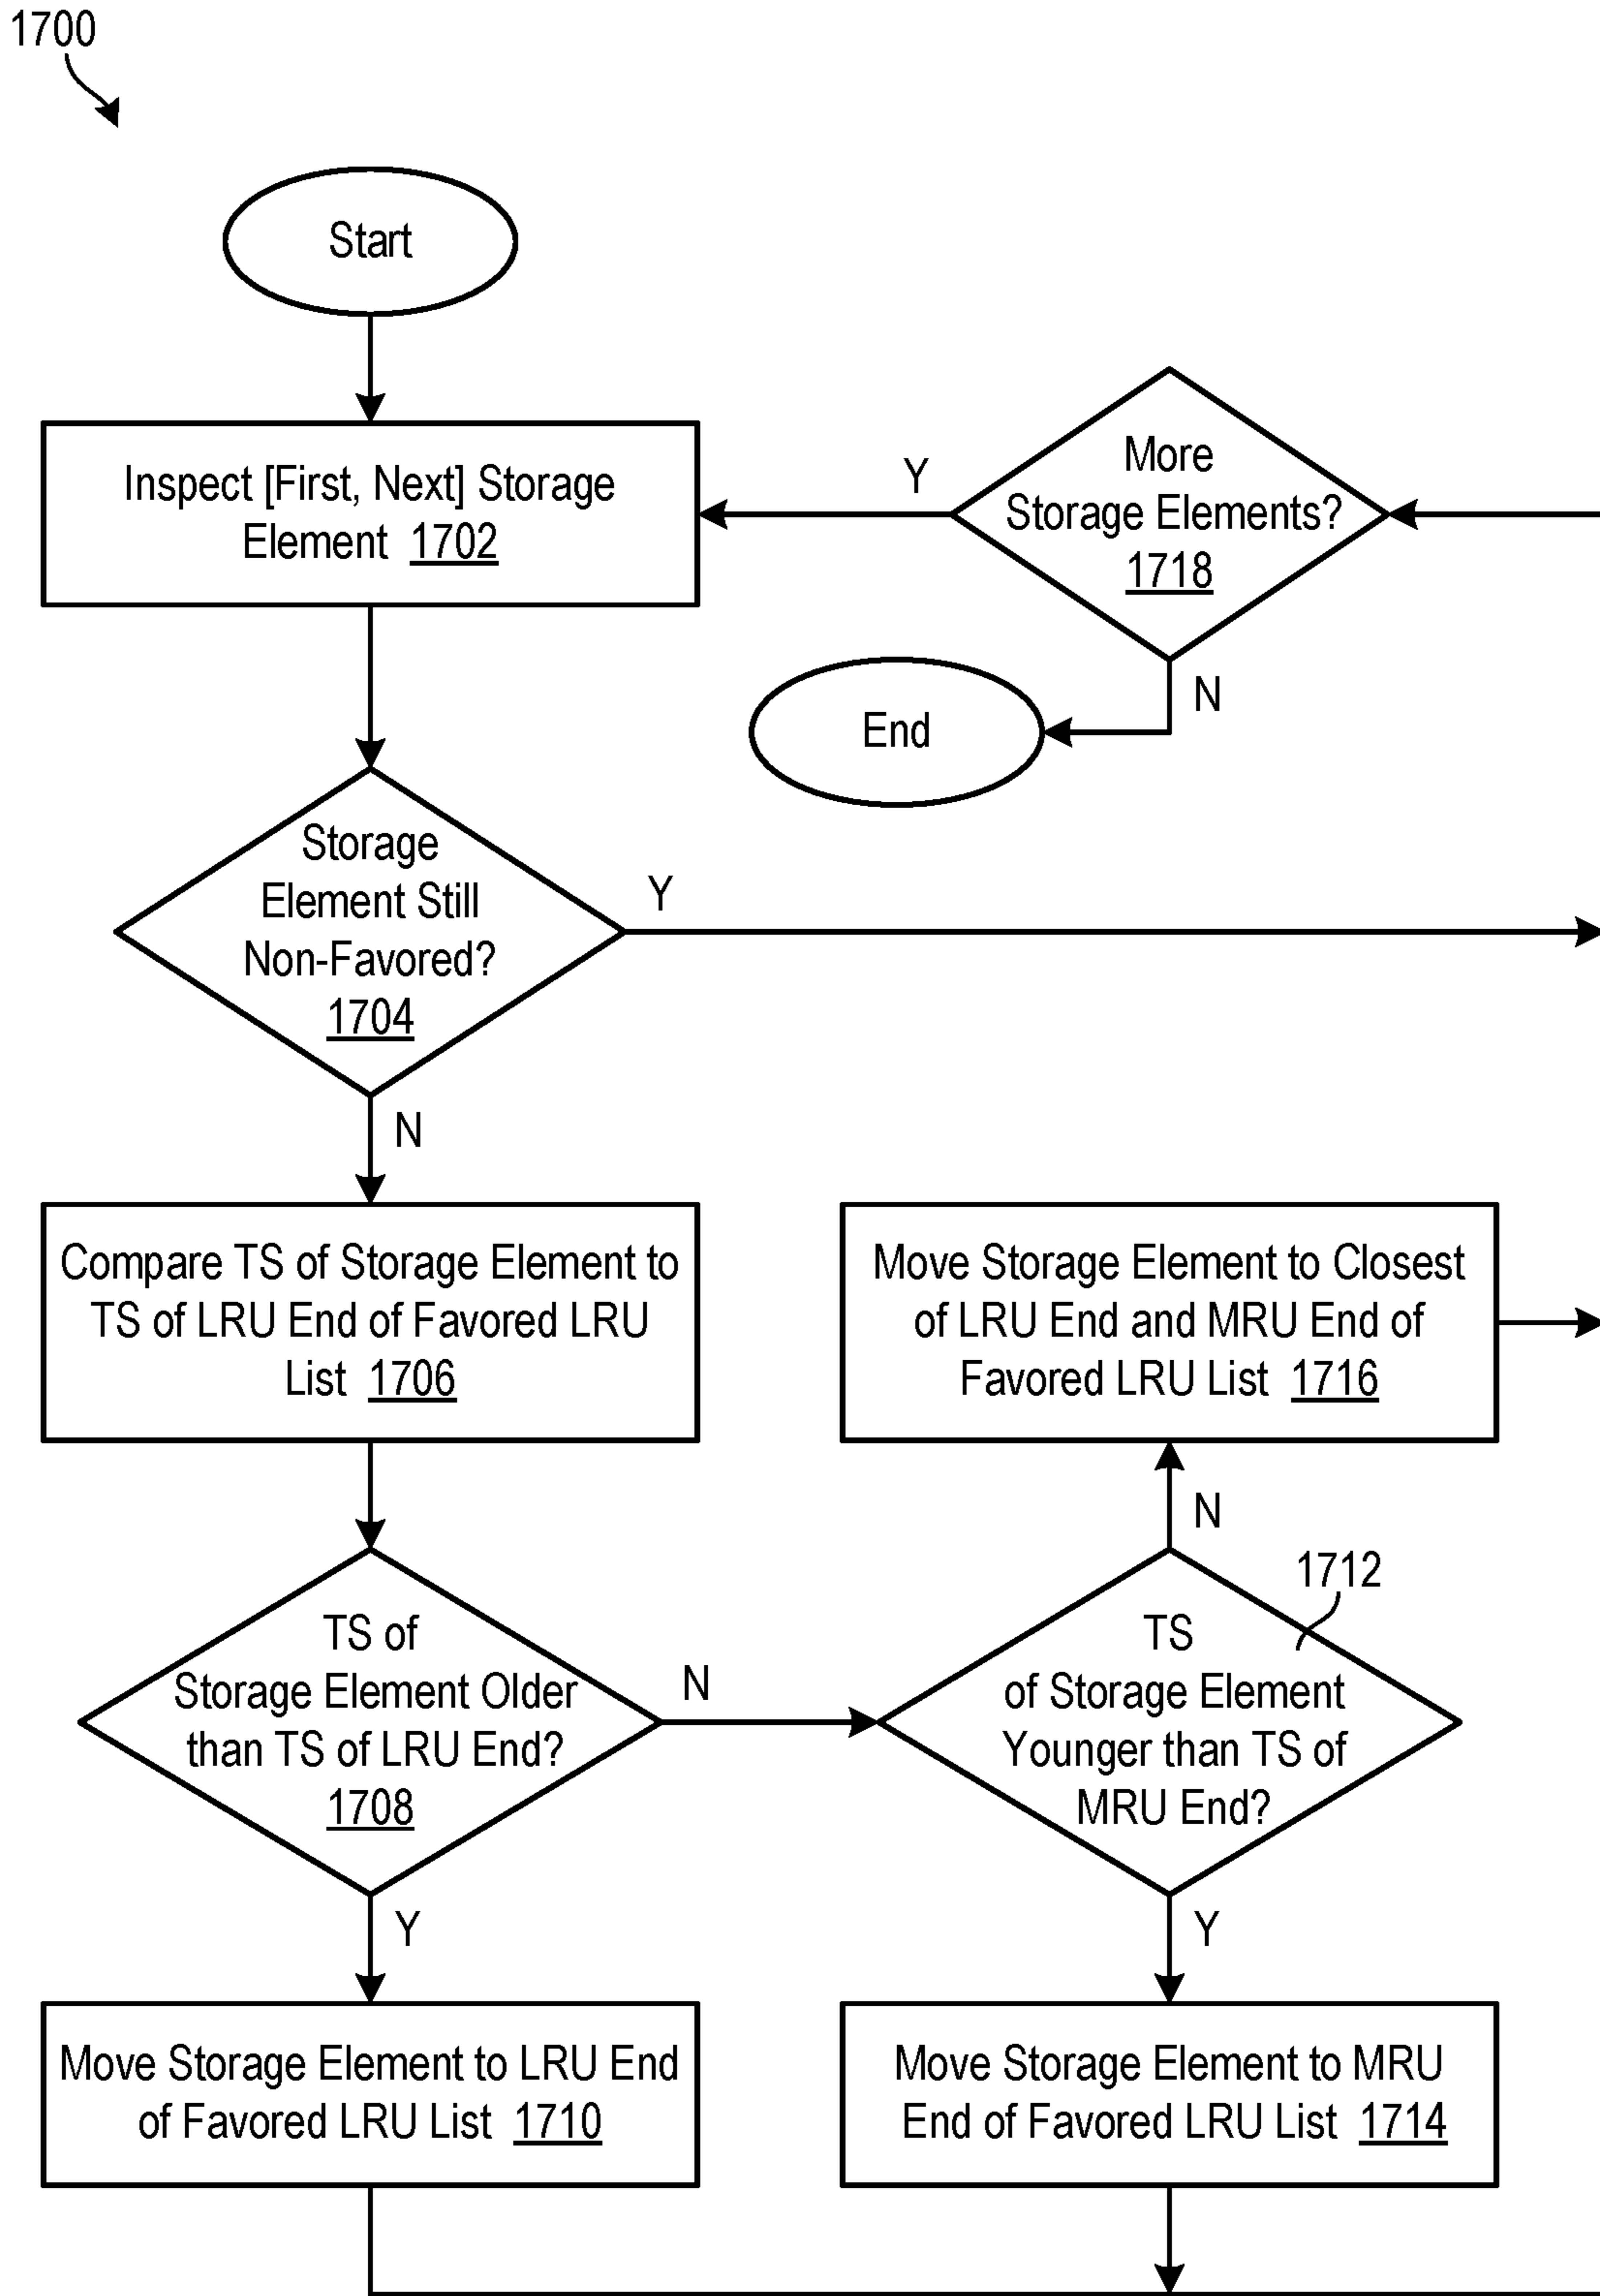 1700
Start
Inspect [First, Next] Storage
Element 1702
Y
More
Storage Elements?
1718
N
End
Storage
Element Still
Non-Favored?
1704
Y
N
Compare TS of Storage Element to
TS of LRU End of Favored LRU
List 1706
Move Storage Element to Closest
of LRU End and MRU End of
Favored LRU List 1716
N
1712
TS of
Storage Element Older
than TS of LRU End?
1708
N
TS
of Storage Element
Younger than TS of
MRU End?
Y
Y
Move Storage Element to LRU End
of Favored LRU List 1710
Move Storage Element to MRU
End of Favored LRU List 1714